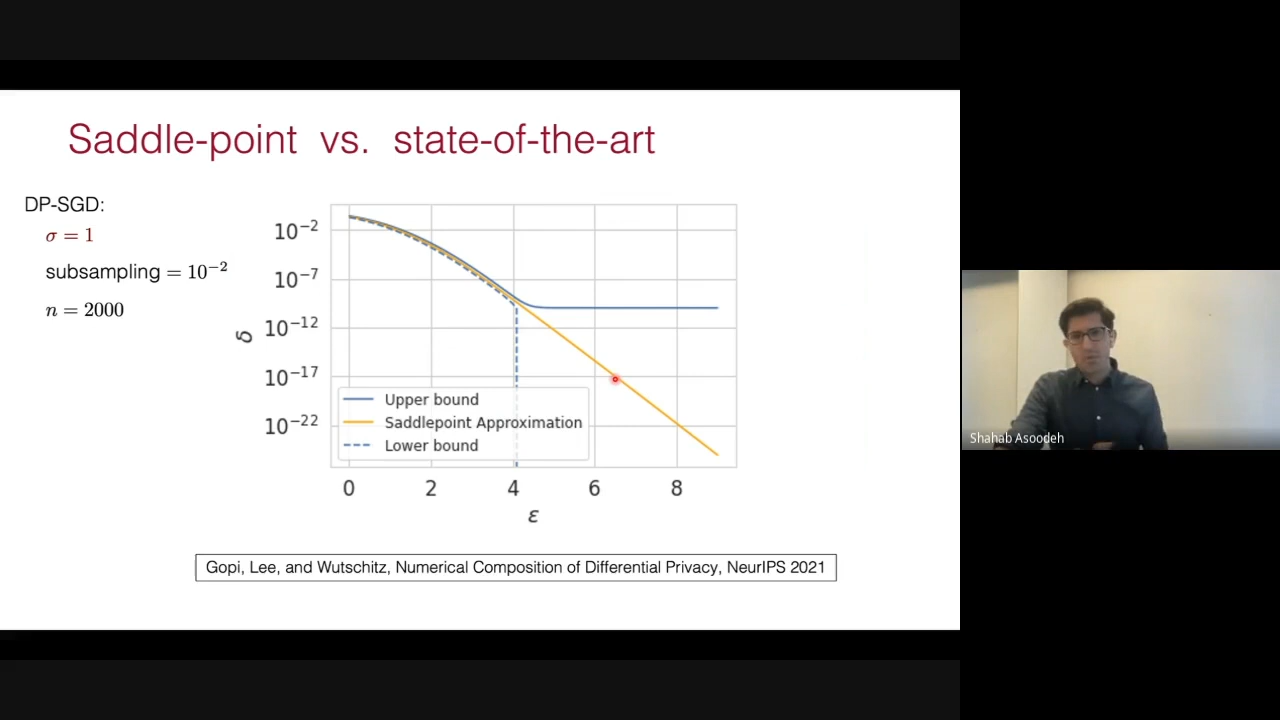 Saddle-point vs. state-of-the-art
DP-SGD:
σ = 1
subsampling = 10⁻²
n = 2000
δ
10⁻²
10⁻⁷
10⁻¹²
10⁻¹⁷
10⁻²²
Upper bound
Saddlepoint Approximation
Lower bound
0 2 4 6 8
ε
Gopi, Lee, and Wutschitz, Numerical Composition of Differential Privacy, NeurIPS 2021
Shahab Asoodeh